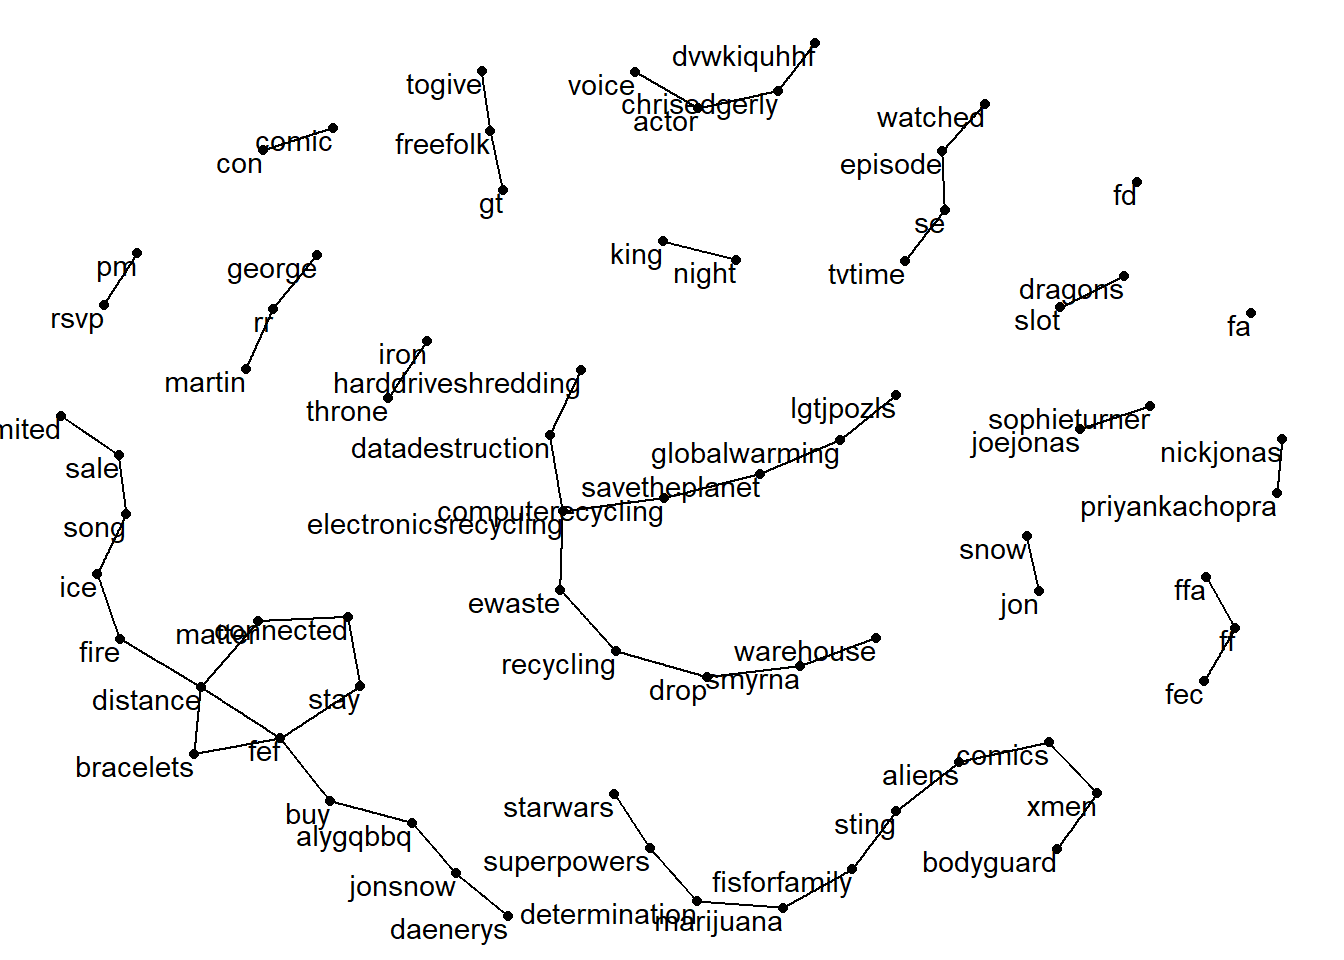 dvwkiquhhf
togive
voice
chrisedgerly
actor
watched
comic
con
freefolk
episode
fd
gt
se
pm
george
king
night
tvtime
dragons
rsvp
rr
slot
fa
iron
martin
harddriveshredding
throne
lgtjpozls
mited
sophieturner
joejonas
datadestruction
globalwarming
nickjonas
sale
savetheplanet
computerecycling
priyankachopra
song
electronicsrecycling
snow
ice
ewaste
jon
ffa
matter
connected
ff
fire
recycling
warehouse
distance
stay
drop
smyrna
fec
fef
bracelets
comics
aliens
buy
starwars
xmen
alygqbbq
sting
superpowers
bodyguard
jonsnow
fisforfamily
determination
marijuana
daenerys